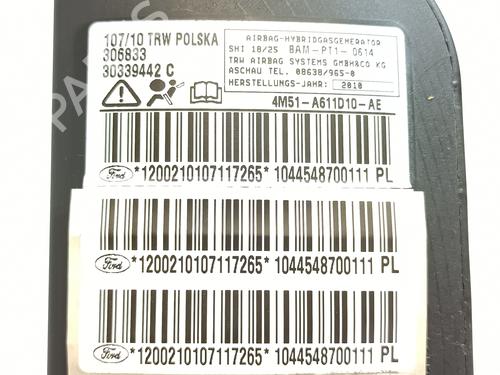 107/10 TRW POLSKA
306833
30339442 C
AIRBAG-HYBRIDGASGENERATOR
SHI 18/25 BAM-PT1-0614
TRW AIRBAG SYSTEMS GMBH&CO KG
ASCHAU TEL. 08638/965-0
HERSTELLUNGS-JAHR: 2010
4M51-A611D10-AE
Ford *1200210107117265* 1044548700111 PL
Ford *1200210107117265* 1044548700111 PL
Ford *1200210107117265* 1044548700111 PL